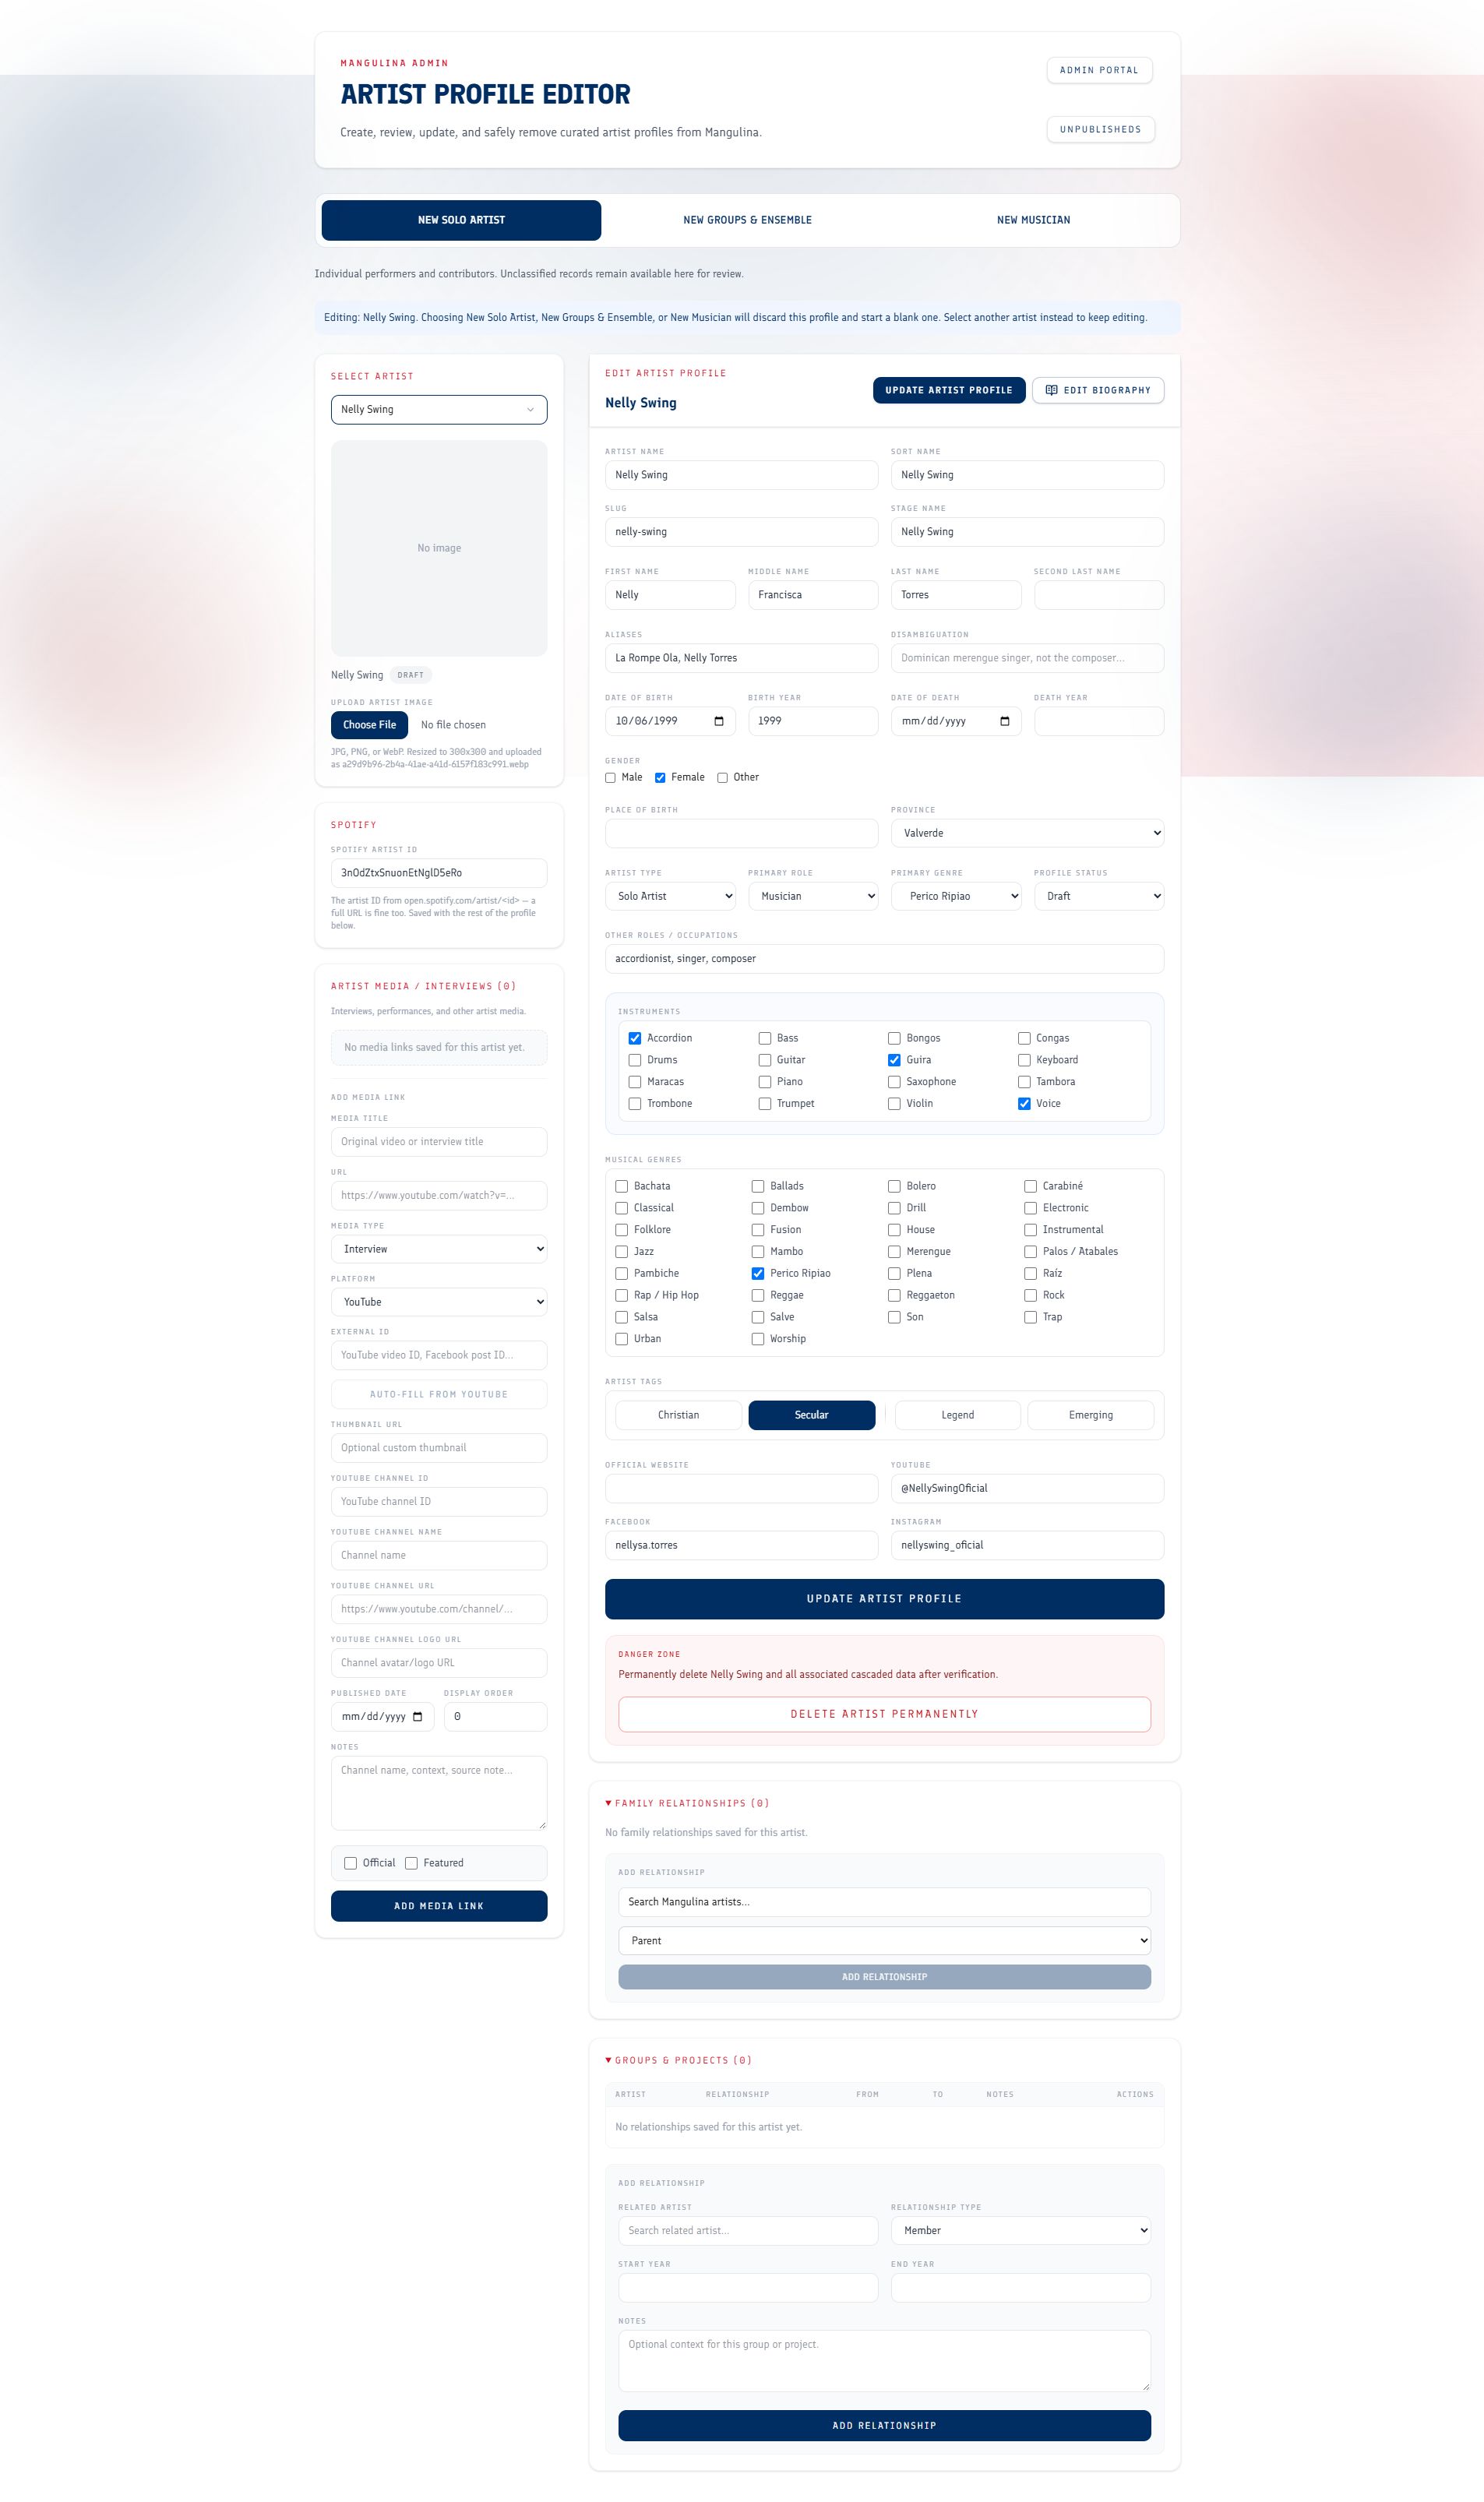 MANGULINA ADMIN
ARTIST PROFILE EDITOR
Create, review, update, and safely remove curated artist profiles from Mangulina.
ADMIN PORTAL
UNPUBLISHEDS
NEW SOLO ARTIST
NEW GROUPS & ENSEMBLE
NEW MUSICIAN
Individual performers and contributors. Unclassified records remain available here for review.
Editing: Nelly Swing. Choosing New Solo Artist, New Groups & Ensemble, or New Musician will discard this profile and start a blank one. Select another artist instead to keep editing.
SELECT ARTIST
Nelly Swing
No image
Nelly Swing DRAFT
UPLOAD ARTIST IMAGE
Choose File No file chosen
JPG, PNG, or WebP. Resized to 300x300 and uploaded
as a29d9b96-2b4a-41ae-a41d-6157f183c991.webp
SPOTIFY
SPOTIFY ARTIST ID
3nOdZtxSnuonEtNglD5eRo
The artist ID from open.spotify.com/artist/<id> — a
full URL is fine too. Saved with the rest of the profile
below.
ARTIST MEDIA / INTERVIEWS (0)
Interviews, performances, and other artist media.
No media links saved for this artist yet.
ADD MEDIA LINK
MEDIA TITLE
Original video or interview title
URL
https://www.youtube.com/watch?v=...
MEDIA TYPE
Interview
PLATFORM
YouTube
EXTERNAL ID
YouTube video ID, Facebook post ID...
AUTO-FILL FROM YOUTUBE
THUMBNAIL URL
Optional custom thumbnail
YOUTUBE CHANNEL ID
YouTube channel ID
YOUTUBE CHANNEL NAME
Channel name
YOUTUBE CHANNEL URL
https://www.youtube.com/channel/...
YOUTUBE CHANNEL LOGO URL
Channel avatar/logo URL
PUBLISHED DATE DISPLAY ORDER
mm/dd/yyyy 0
NOTES
Channel name, context, source note...
Official Featured
ADD MEDIA LINK
EDIT ARTIST PROFILE
Nelly Swing
UPDATE ARTIST PROFILE
EDIT BIOGRAPHY
ARTIST NAME SORT NAME
Nelly Swing Nelly Swing
SLUG STAGE NAME
nelly-swing Nelly Swing
FIRST NAME MIDDLE NAME LAST NAME SECOND LAST NAME
Nelly Francisca Torres
ALIASES DISAMBIGUATION
La Rompe Ola, Nelly Torres Dominican merengue singer, not the composer...
DATE OF BIRTH BIRTH YEAR DATE OF DEATH DEATH YEAR
10/06/1999 1999 mm/dd/yyyy
GENDER
Male Female Other
PLACE OF BIRTH PROVINCE
Valverde
ARTIST TYPE PRIMARY ROLE PRIMARY GENRE PROFILE STATUS
Solo Artist Musician Perico Ripiao Draft
OTHER ROLES / OCCUPATIONS
accordionist, singer, composer
INSTRUMENTS
Accordion Bass Bongos Congas
Drums Guitar Guira Keyboard
Maracas Piano Saxophone Tambora
Trombone Trumpet Violin Voice
MUSICAL GENRES
Bachata Ballads Bolero Carabiné
Classical Dembow Drill Electronic
Folklore Fusion House Instrumental
Jazz Mambo Merengue Palos / Atabales
Pambiche Perico Ripiao Plena Raíz
Rap / Hip Hop Reggae Reggaeton Rock
Salsa Salve Son Trap
Urban Worship
ARTIST TAGS
Christian Secular Legend Emerging
OFFICIAL WEBSITE YOUTUBE
@NellySwingOficial
FACEBOOK INSTAGRAM
nellysa.torres nellyswing_oficial
UPDATE ARTIST PROFILE
DANGER ZONE
Permanently delete Nelly Swing and all associated cascaded data after verification.
DELETE ARTIST PERMANENTLY
▼ FAMILY RELATIONSHIPS (0)
No family relationships saved for this artist.
ADD RELATIONSHIP
Search Mangulina artists...
Parent
ADD RELATIONSHIP
▼ GROUPS & PROJECTS (0)
ARTIST RELATIONSHIP FROM TO NOTES ACTIONS
No relationships saved for this artist yet.
ADD RELATIONSHIP
RELATED ARTIST RELATIONSHIP TYPE
Search related artist... Member
START YEAR END YEAR
NOTES
Optional context for this group or project.
ADD RELATIONSHIP